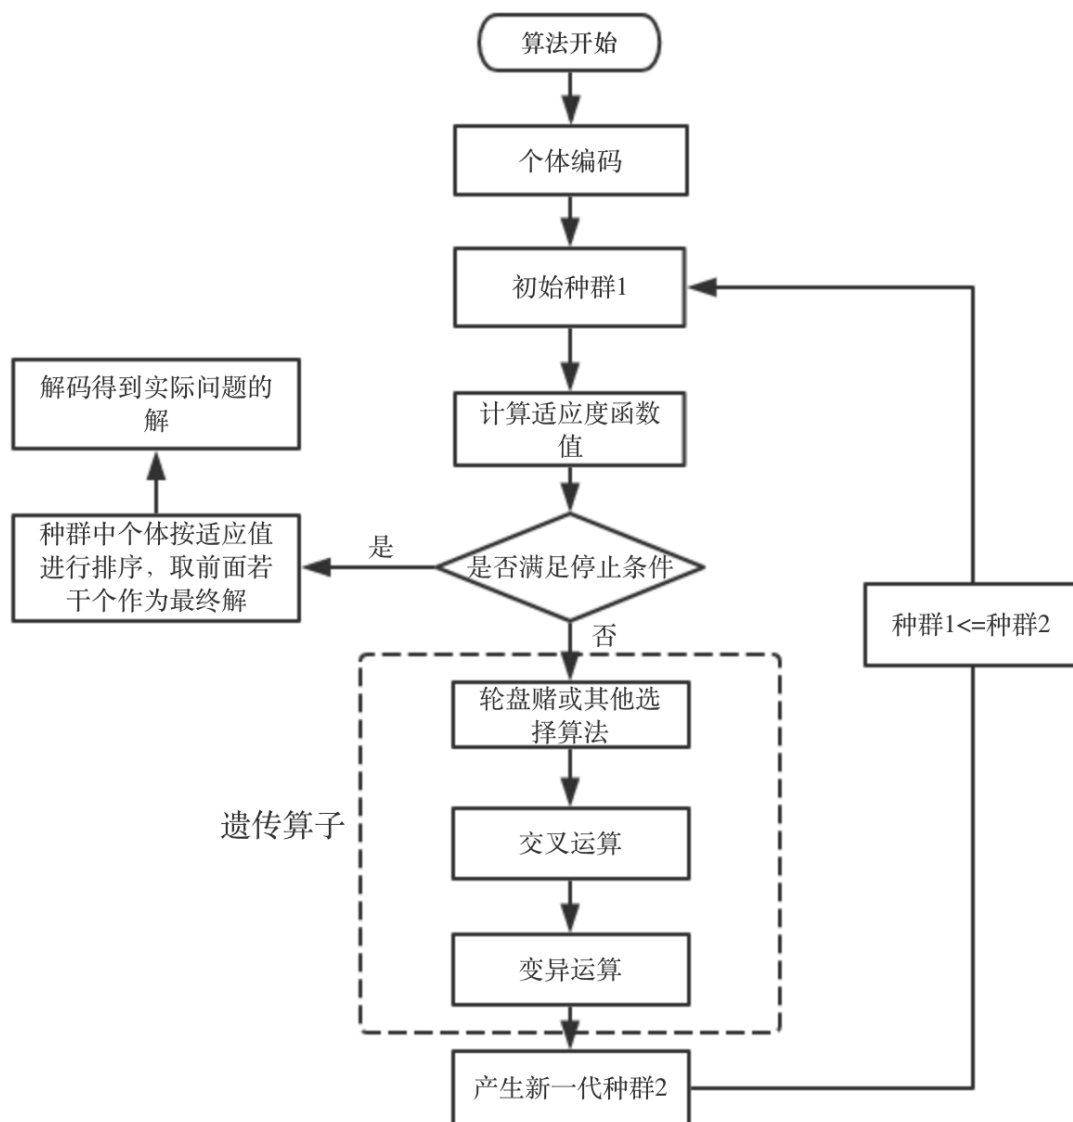 算法开始
个体编码
初始种群1
计算适应度函数
值
是否满足停止条件
是
种群中个体按适应值
进行排序，取前面若
干个作为最终解
解码得到实际问题的
解
否
遗传算子
轮盘赌或其他选
择算法
交叉运算
变异运算
产生新一代种群2
种群1<=种群2